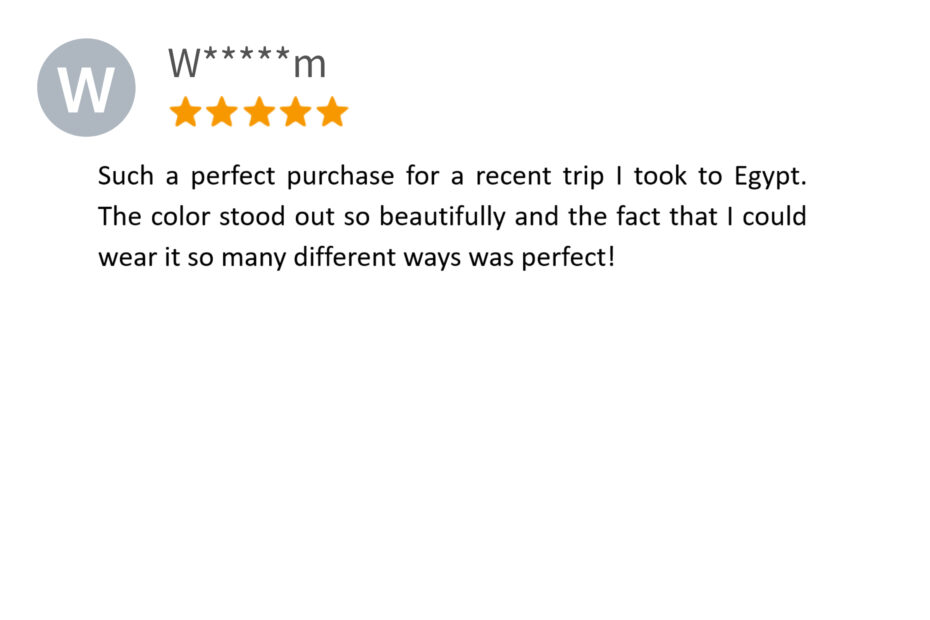 W
W*****m
Such a perfect purchase for a recent trip I took to Egypt.
The color stood out so beautifully and the fact that I could
wear it so many different ways was perfect!